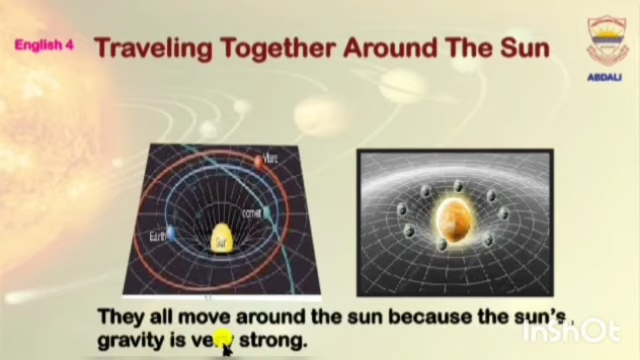 English 4
Traveling Together Around The Sun
ABDALI
Mars
comet
Earth
Sun
They all move around the sun because the sun's
gravity is very strong.
InShOt